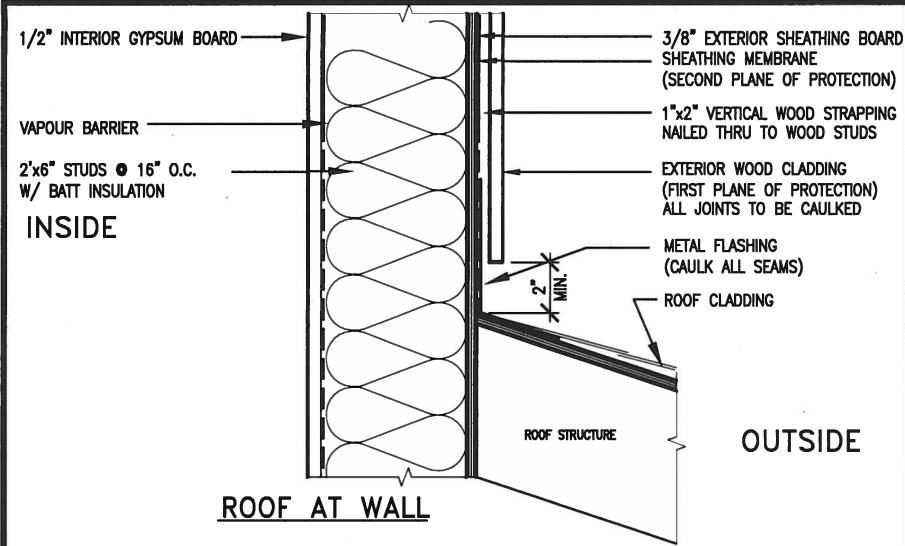 1/2" INTERIOR GYPSUM BOARD
VAPOUR BARRIER
2'x6" STUDS @ 16" O.C.
W/ BATT INSULATION
INSIDE
3/8" EXTERIOR SHEATHING BOARD
SHEATHING MEMBRANE
(SECOND PLANE OF PROTECTION)
1"x2" VERTICAL WOOD STRAPPING
NAILED THRU TO WOOD STUDS
EXTERIOR WOOD CLADDING
(FIRST PLANE OF PROTECTION)
ALL JOINTS TO BE CAULKED
METAL FLASHING
(CAULK ALL SEAMS)
2"
MIN.
ROOF CLADDING
ROOF STRUCTURE
OUTSIDE
ROOF AT WALL